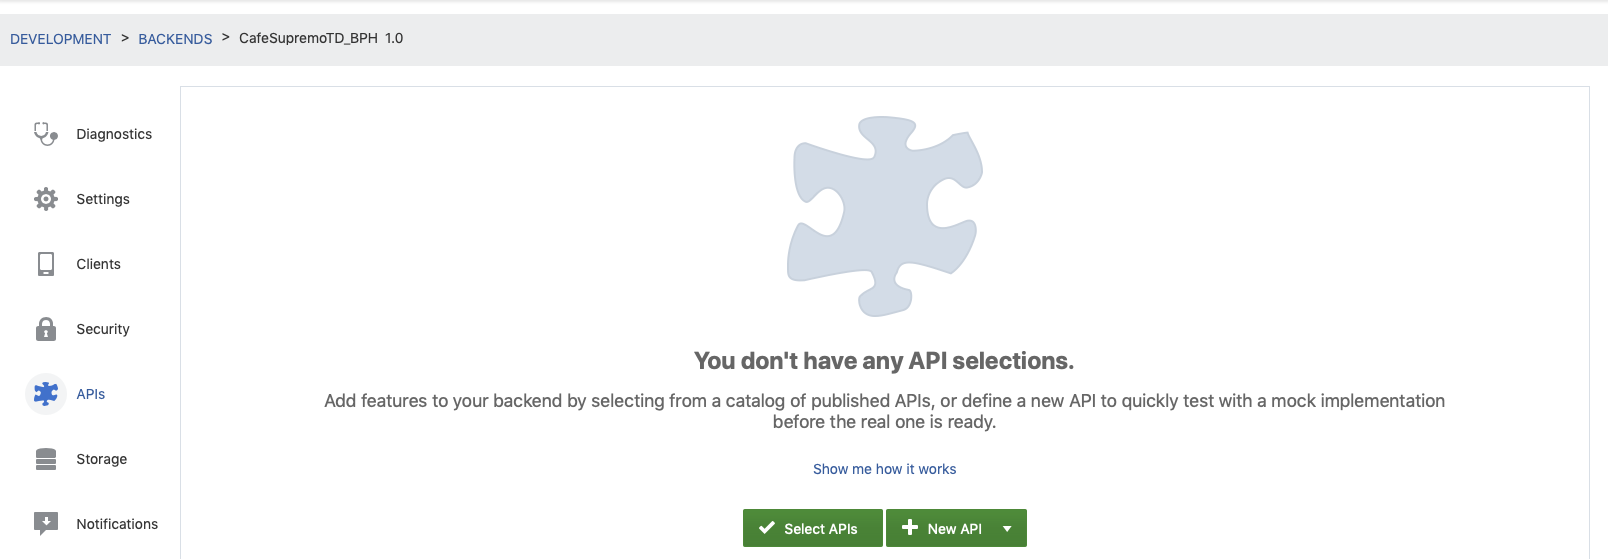 DEVELOPMENT > BACKENDS > CafeSupremoTD_BPH 1.0
Diagnostics
Settings
Clients
Security
APIs
Storage
Notifications
You don't have any API selections.
Add features to your backend by selecting from a catalog of published APIs, or define a new API to quickly test with a mock implementation
before the real one is ready.
Show me how it works
Select APIs
New API